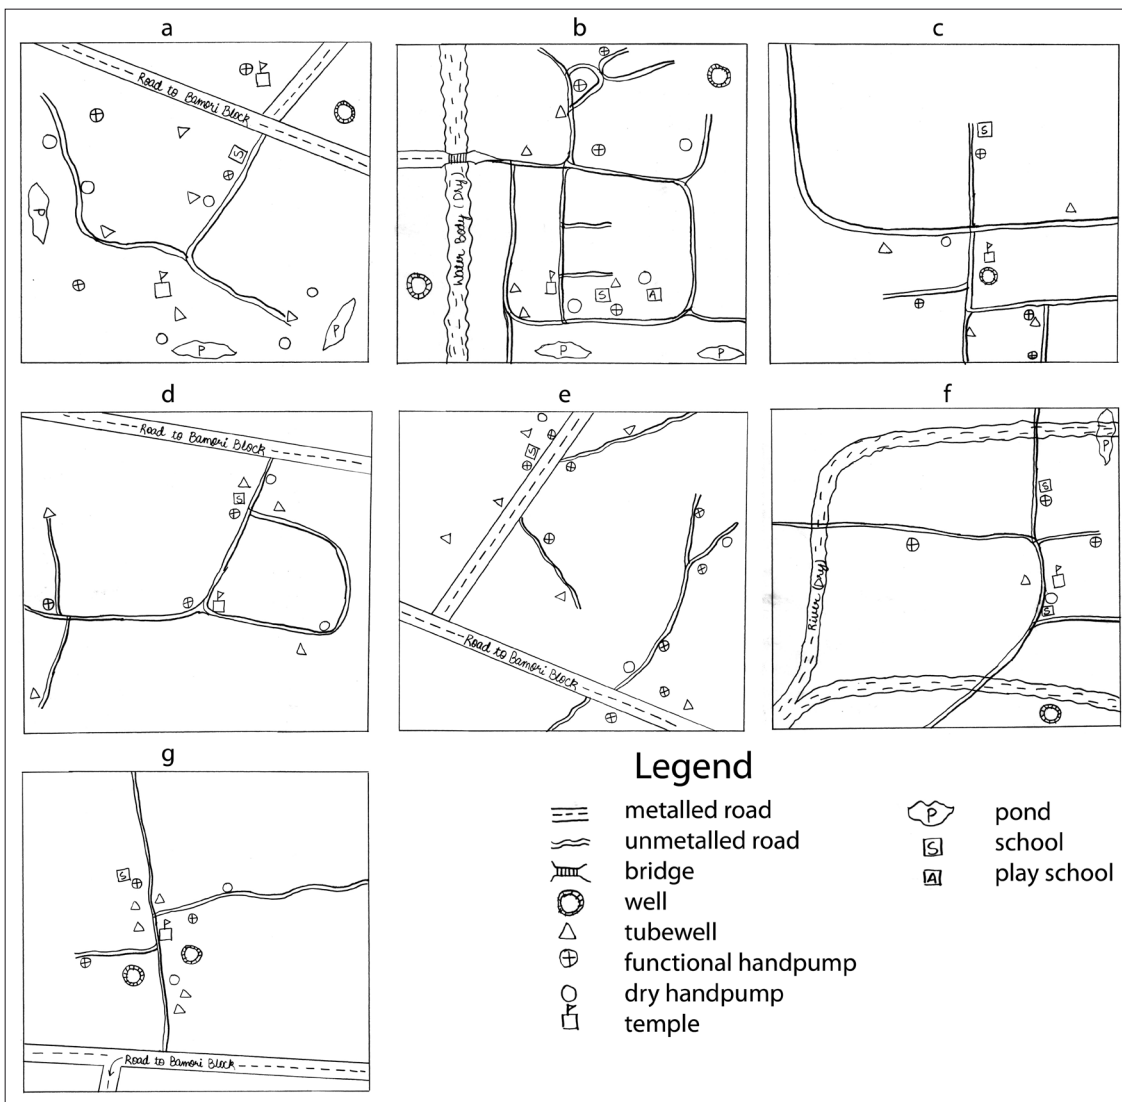 a
b
c
Road to Bamori Block
S
P
P
P
Water Body (Dry)
S
A
P
P
S
d
e
f
Road to Bamori Block
S
S
Road to Bamori Block
P
S
S
River (Dry)
g
S
Road to Bamori Block
Legend
metalled road
unmetalled road
bridge
well
tubewell
functional handpump
dry handpump
temple
P pond
S school
A play school